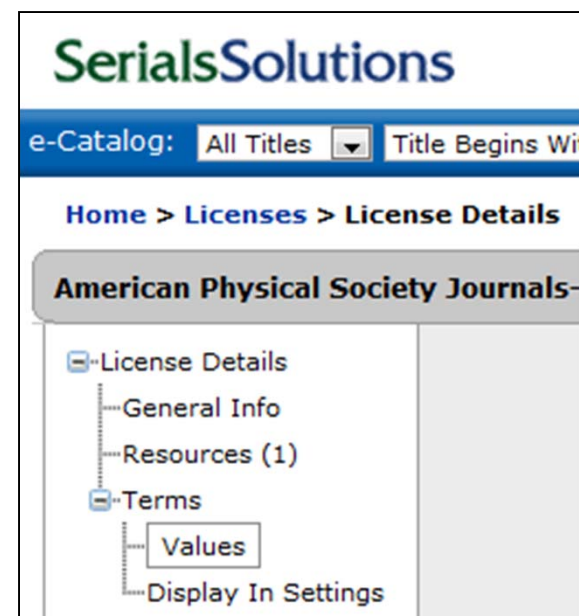 SerialsSolutions
e-Catalog: All Titles Title Begins Wi
Home > Licenses > License Details
American Physical Society Journals-
License Details
General Info
Resources (1)
Terms
Values
Display In Settings